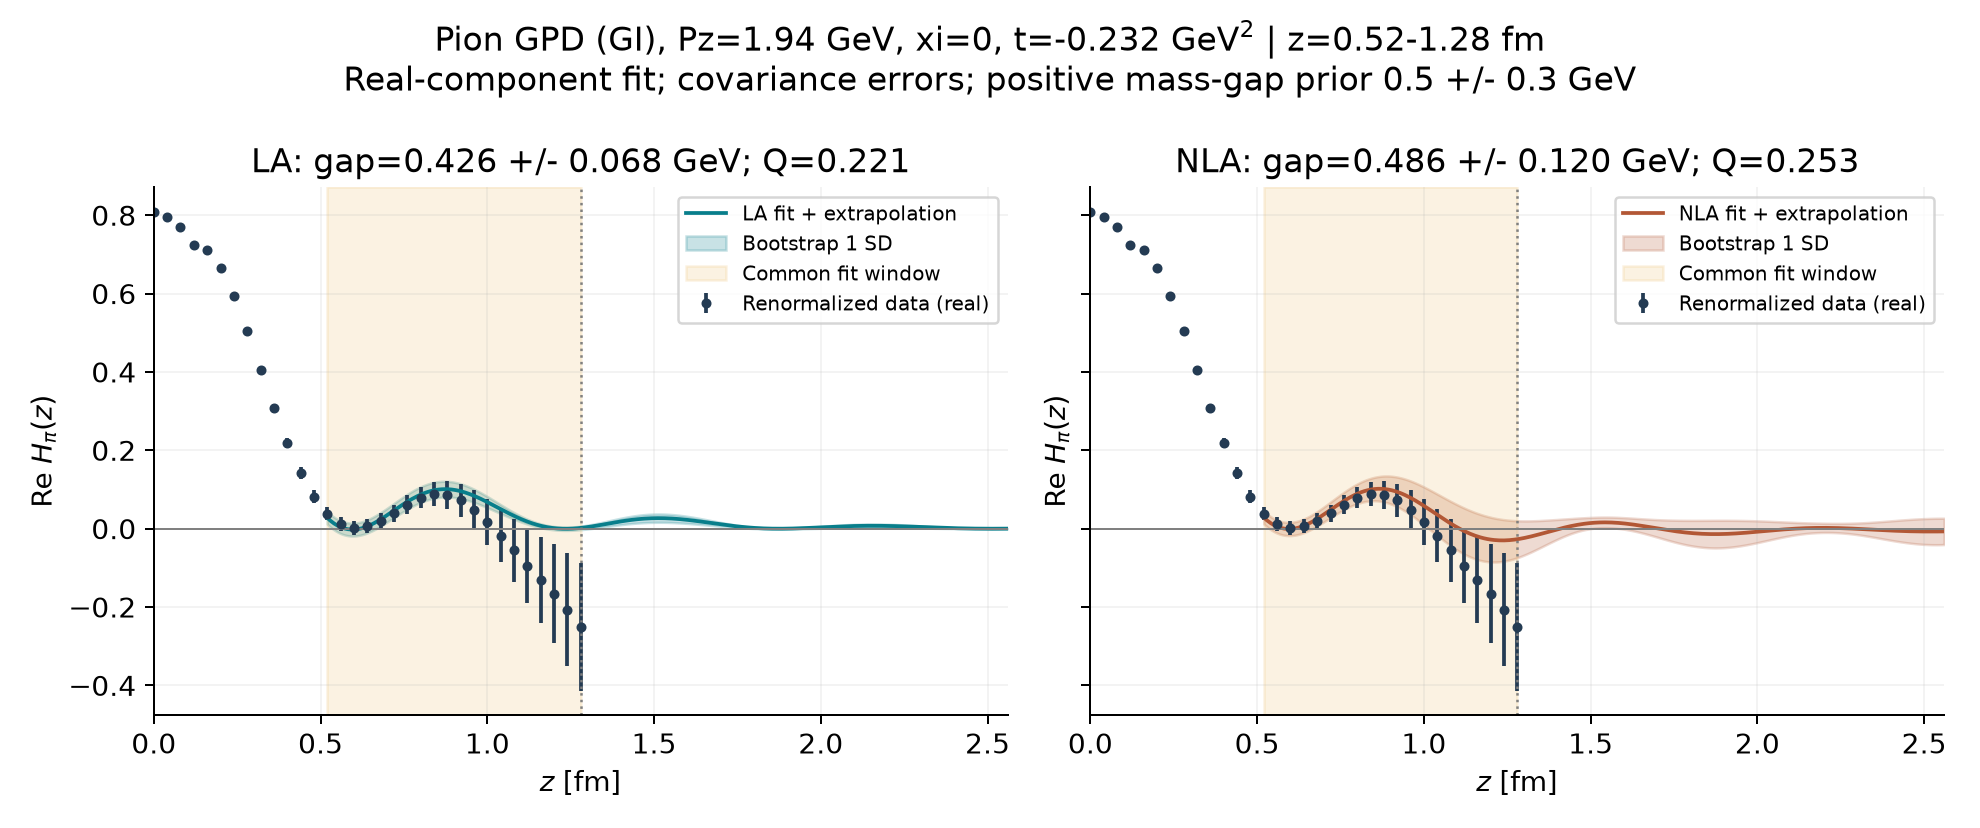 Pion GPD (GI), Pz=1.94 GeV, xi=0, t=-0.232 GeV² | z=0.52-1.28 fm
Real-component fit; covariance errors; positive mass-gap prior 0.5 +/- 0.3 GeV
LA: gap=0.426 +/- 0.068 GeV; Q=0.221
LA fit + extrapolation
Bootstrap 1 SD
Common fit window
Renormalized data (real)
Re Hπ(z)
0.8
0.6
0.4
0.2
0.0
−0.2
−0.4
0.0 0.5 1.0 1.5 2.0 2.5
z [fm]
NLA: gap=0.486 +/- 0.120 GeV; Q=0.253
NLA fit + extrapolation
Bootstrap 1 SD
Common fit window
Renormalized data (real)
Re Hπ(z)
0.0 0.5 1.0 1.5 2.0 2.5
z [fm]